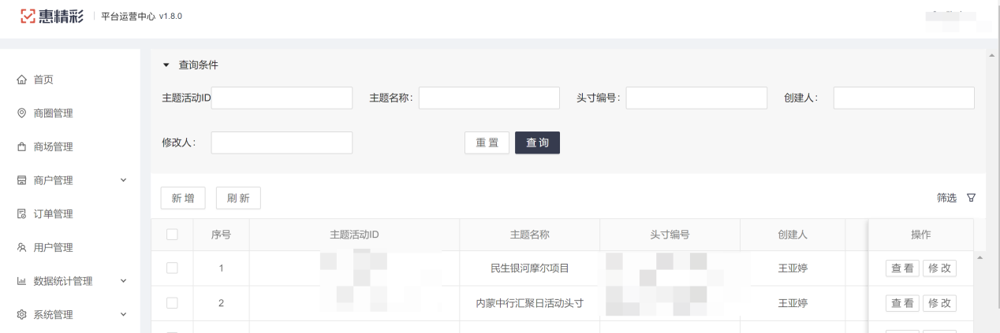 惠精彩 平台运营中心 v1.8.0
首页
商圈管理
商场管理
商户管理
订单管理
用户管理
数据统计管理
系统管理
查询条件
主题活动ID 主题名称： 头寸编号： 创建人：
修改人： 重置 查询
新增 刷新 筛选
序号 主题活动ID 主题名称 头寸编号 创建人 操作
1 民生银河摩尔项目 王亚婷 查看 修改
2 内蒙中行汇聚日活动头寸 王亚婷 查看 修改